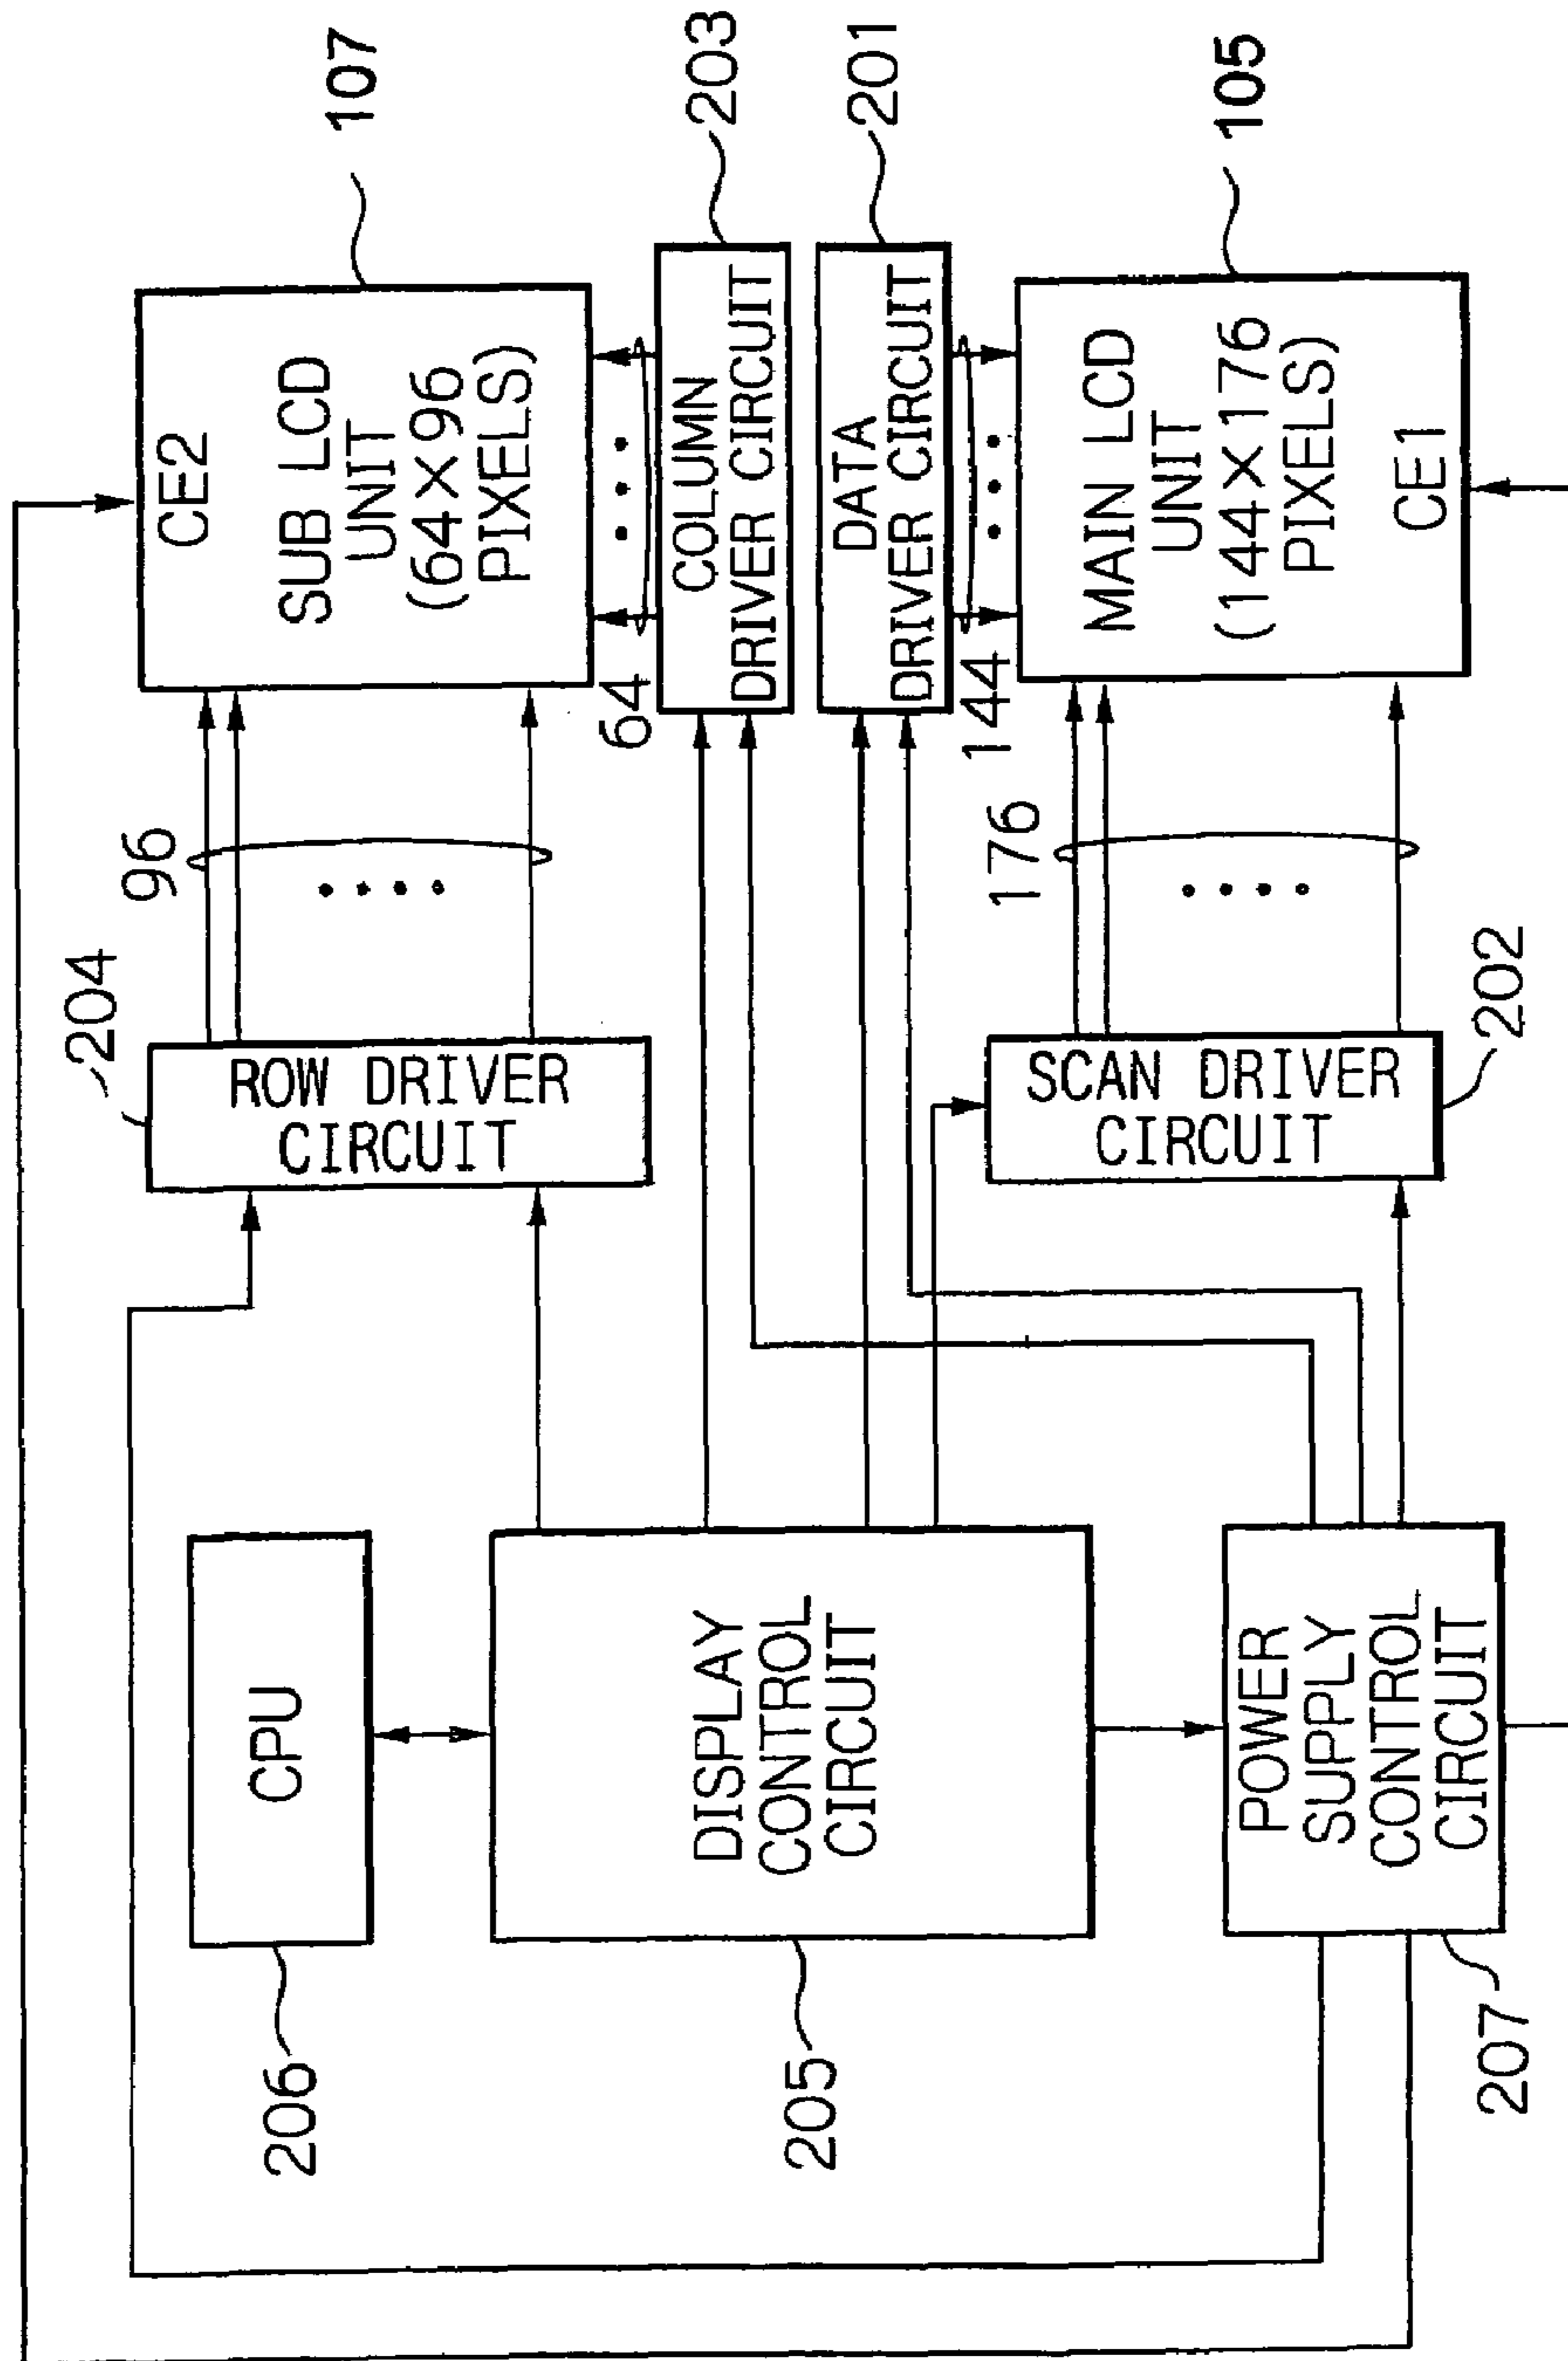 107
203
201
105
CE2
SUB LCD
UNIT
(64×96
PIXELS)
COLUMN
DRIVER CIRCUIT
DATA
DRIVER CIRCUIT
MAIN LCD
UNIT
(144×176
PIXELS)
CE1
64
144
96
176
204
ROW DRIVER
CIRCUIT
SCAN DRIVER
CIRCUIT
202
CPU
DISPLAY
CONTROL
CIRCUIT
POWER
SUPPLY
CONTROL
CIRCUIT
206
205
207